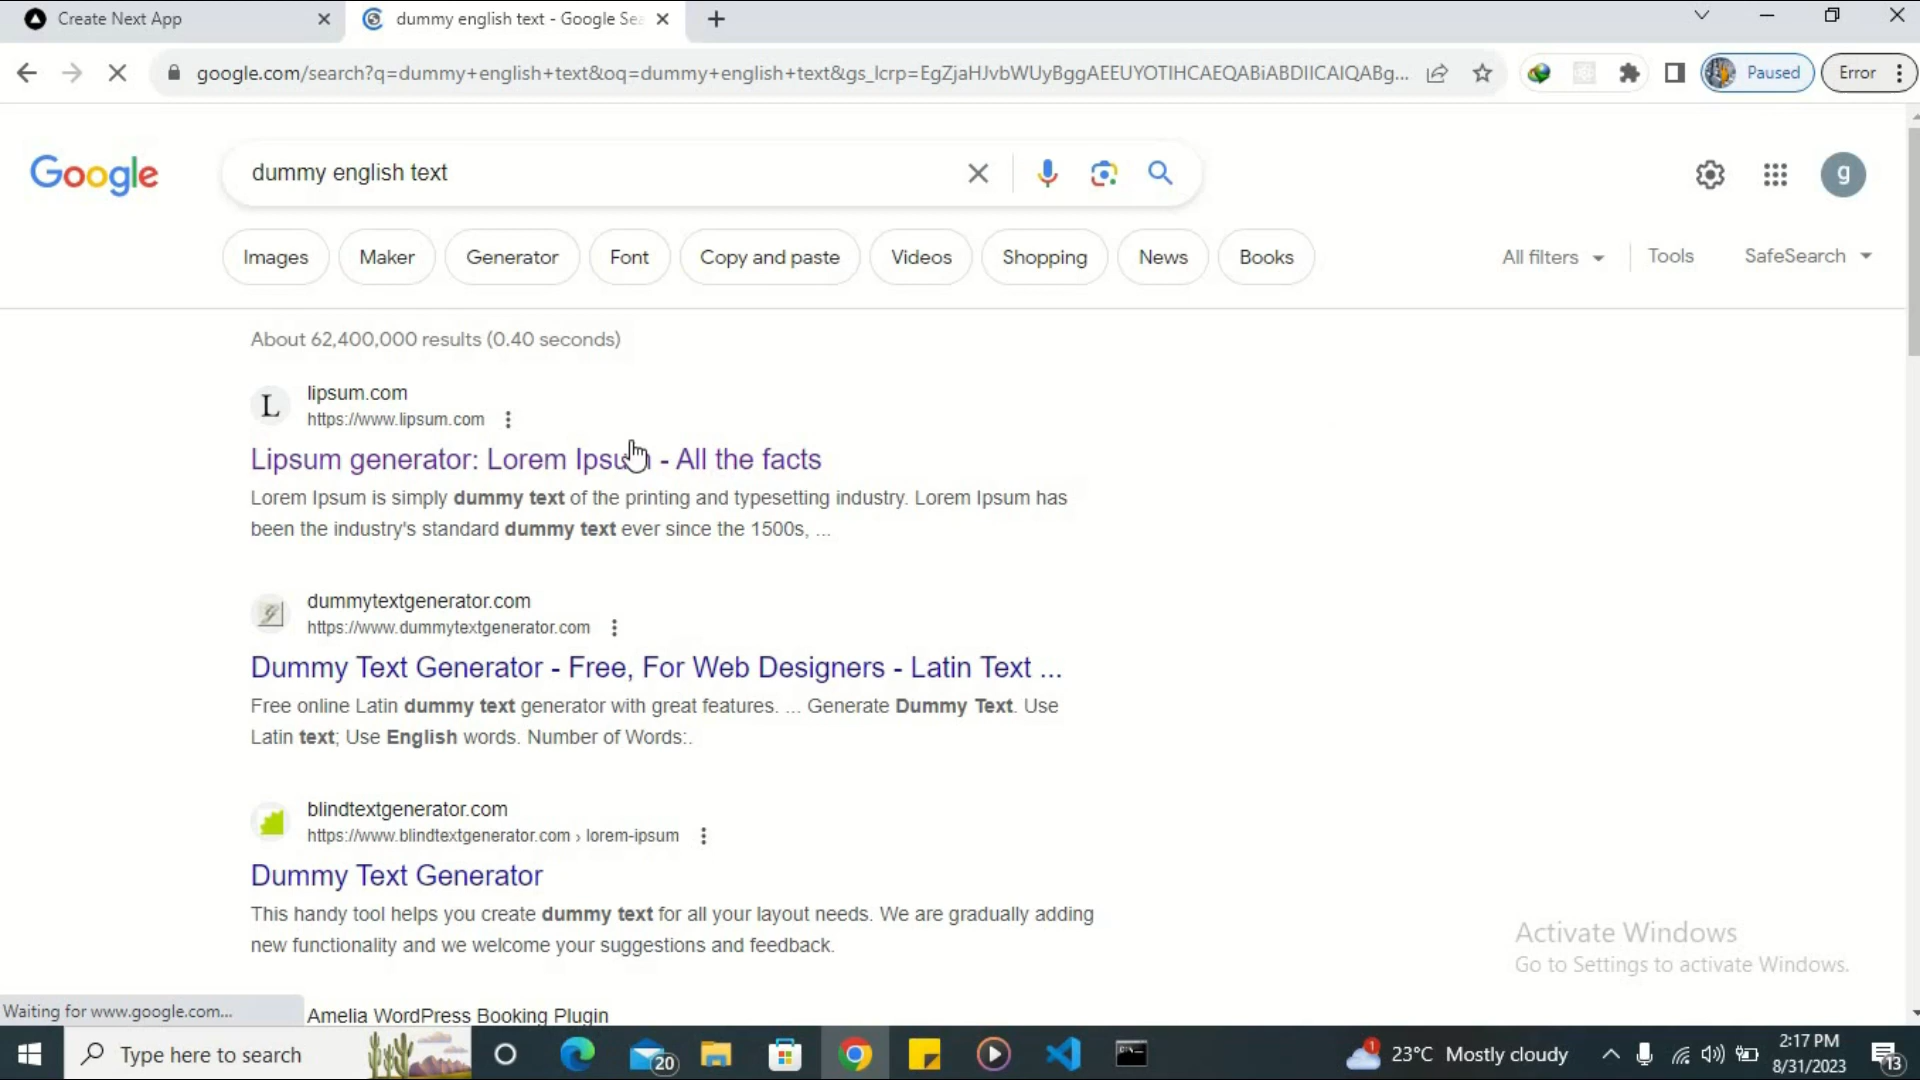 Create Next App
dummy english text - Google Sea
google.com/search?q=dummy+english+text&oq=dummy+english+text&gs_lcrp=EgZjaHJvbWUyBggAEEUYOTIHCAEQABiABDIICAIQABg...
Paused
Error
Google
dummy english text
g
Images
Maker
Generator
Font
Copy and paste
Videos
Shopping
News
Books
All filters
Tools
SafeSearch
About 62,400,000 results (0.40 seconds)
L
lipsum.com
https://www.lipsum.com
Lipsum generator: Lorem Ipsum - All the facts
Lorem Ipsum is simply dummy text of the printing and typesetting industry. Lorem Ipsum has
been the industry's standard dummy text ever since the 1500s, ...
dummytextgenerator.com
https://www.dummytextgenerator.com
Dummy Text Generator - Free, For Web Designers - Latin Text ...
Free online Latin dummy text generator with great features. ... Generate Dummy Text. Use
Latin text; Use English words. Number of Words:.
blindtextgenerator.com
https://www.blindtextgenerator.com › lorem-ipsum
Dummy Text Generator
This handy tool helps you create dummy text for all your layout needs. We are gradually adding
new functionality and we welcome your suggestions and feedback.
Activate Windows
Go to Settings to activate Windows.
Waiting for www.google.com...
Amelia WordPress Booking Plugin
Type here to search
20
1
23°C Mostly cloudy
2:17 PM
8/31/2023
13